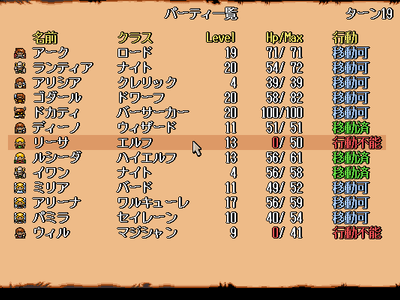 パーティ一覧 ターン19
名前 クラス Level Hp/Max 行動
アーク ロード 19 71/ 71 移動可
ランティア ナイト 20 54/ 72 移動可
アリシア クレリック 4 39/ 39 移動可
ゴダール ドワーフ 20 58/ 82 移動可
ドカティ バーサーカー 20 100/100 移動可
ディーノ ウィザード 11 51/ 51 移動済
リーサ エルフ 13 0/ 50 行動不能
ルシーダ ハイエルフ 13 56/ 61 移動済
イワン ナイト 4 56/ 58 移動済
ミリア バード 11 49/ 52 移動可
アリーナ ワルキューレ 17 56/ 59 移動可
パミラ セイレーン 10 40/ 54 移動可
ウィル マジシャン 9 0/ 41 行動不能